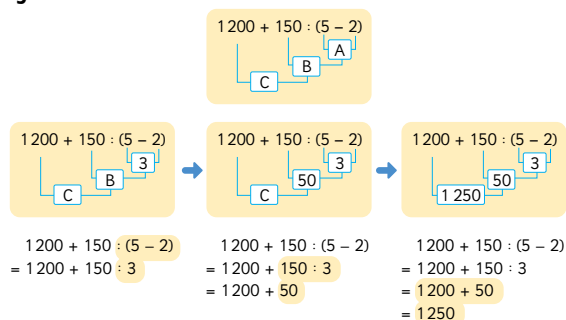 1 200 + 150 : (5 – 2)
A
B
C
1 200 + 150 : (5 – 2)
3
B
C
1 200 + 150 : (5 – 2)
3
50
C
1 200 + 150 : (5 – 2)
3
50
1 250
1 200 + 150 : (5 – 2)
= 1 200 + 150 : 3
1 200 + 150 : (5 – 2)
= 1 200 + 150 : 3
= 1 200 + 50
1 200 + 150 : (5 – 2)
= 1 200 + 150 : 3
= 1 200 + 50
= 1 250